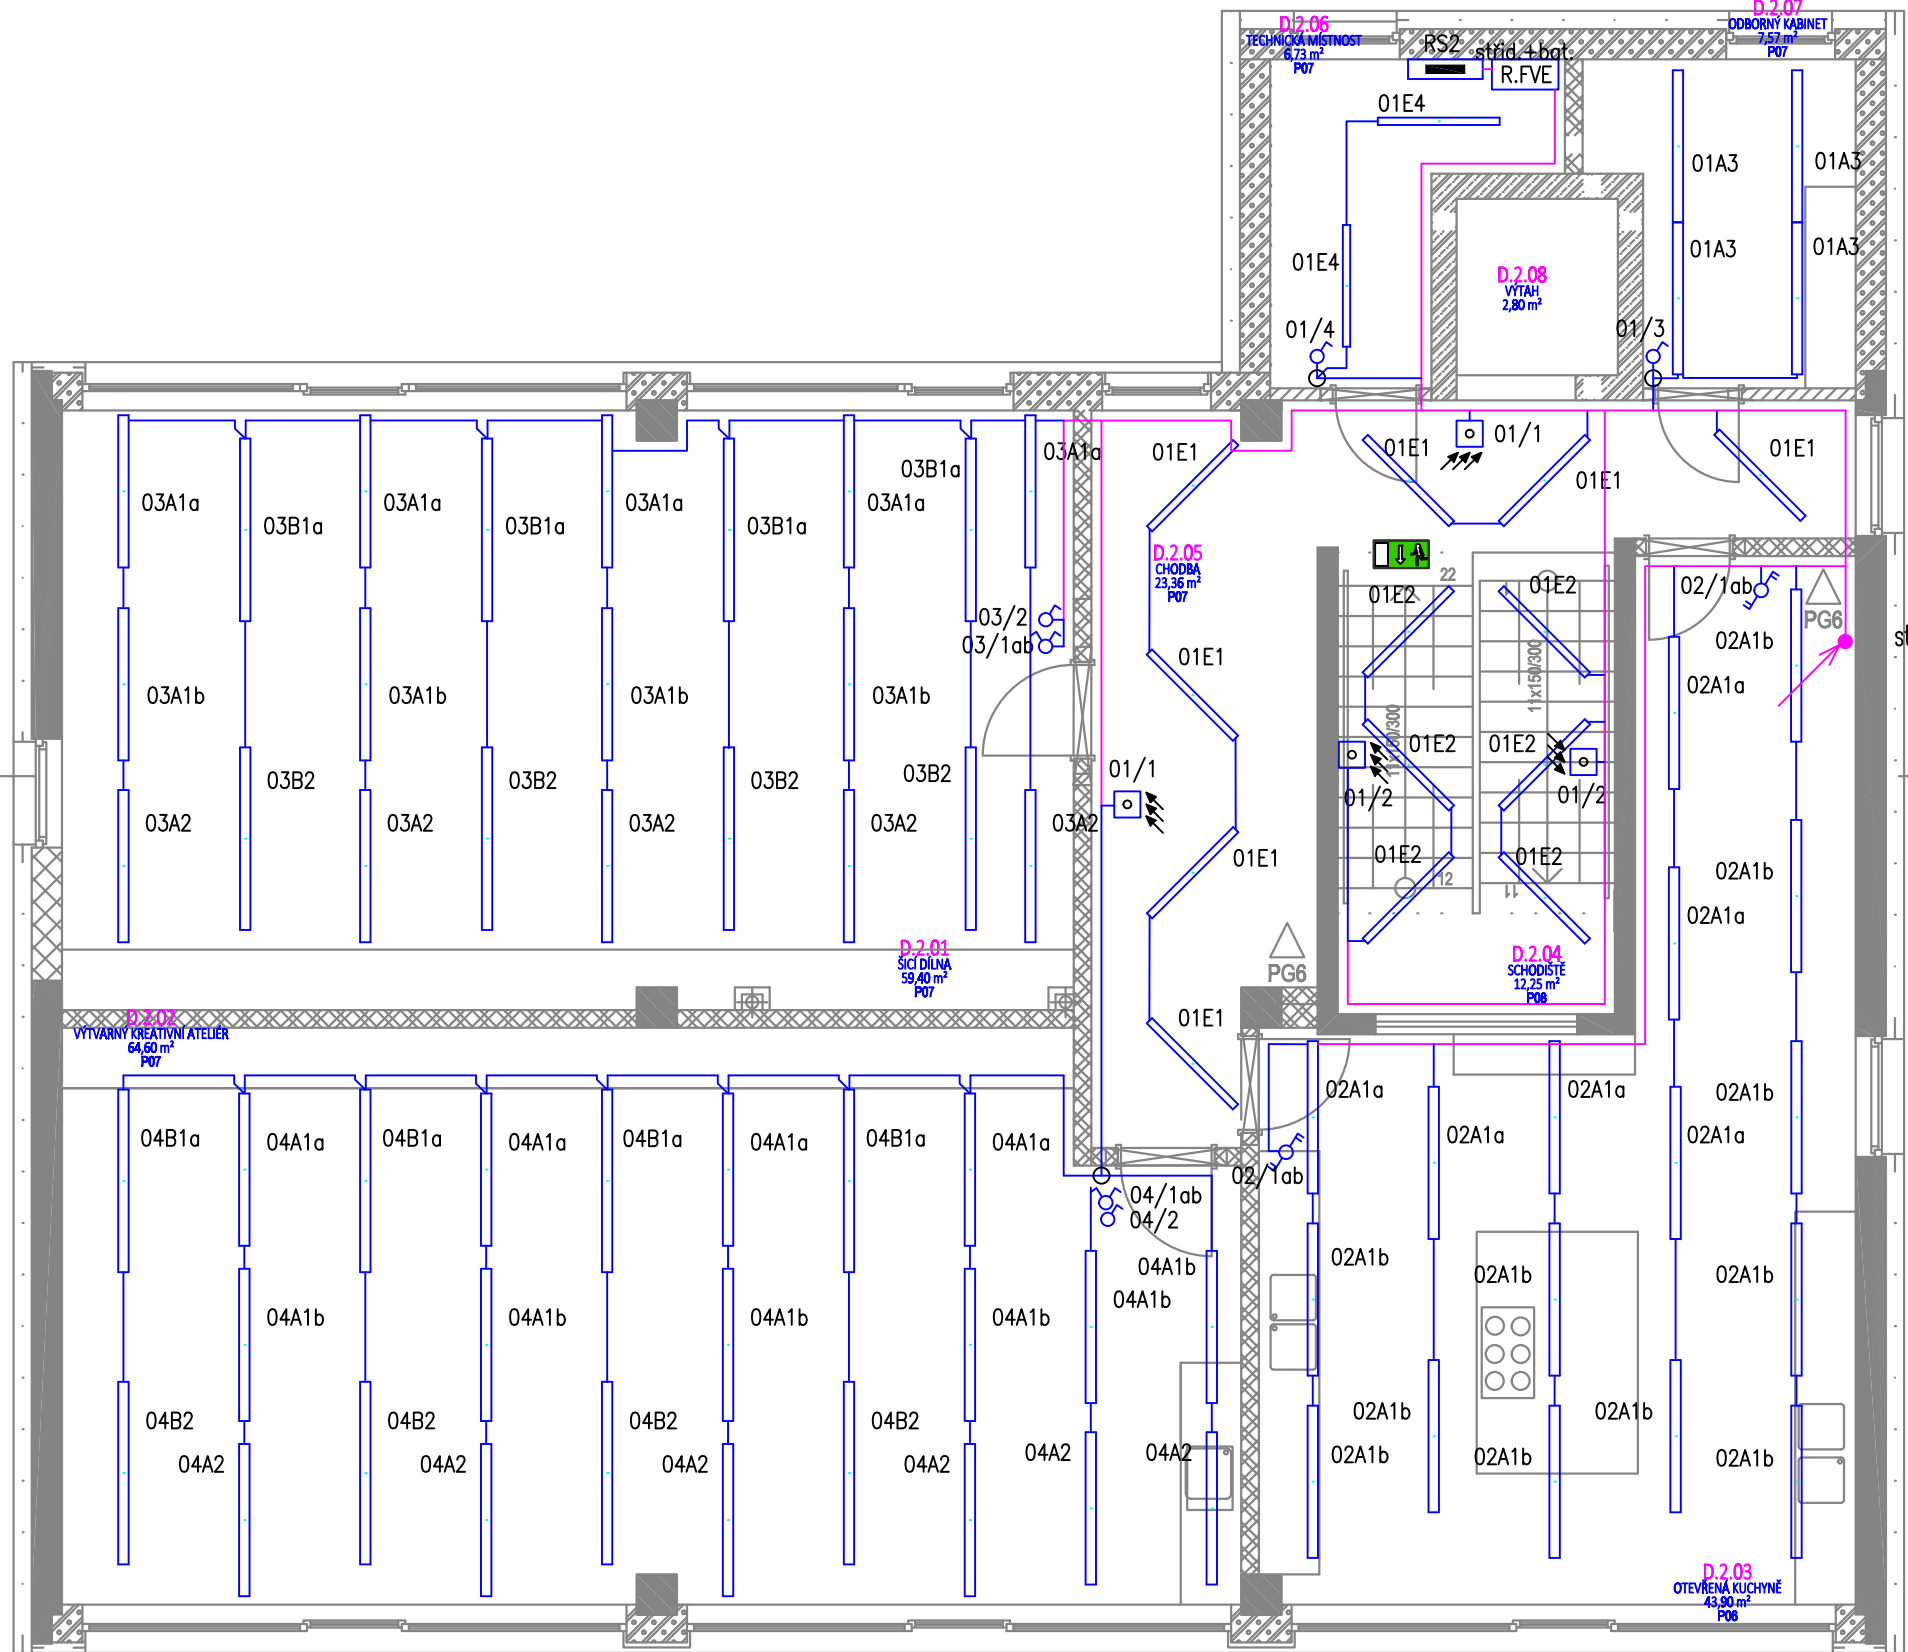 D.2.06
TECHNICKÁ MÍSTNOST
6,73 m²
P07
RS2
stříd.+bat.
R.FVE
D.2.07
ODBORNÝ KABINET
7,57 m²
P07
01E4
01A3
01A3
01E4
01A3
01A3
D.2.08
VÝTAH
2,80 m²
01/4
01/3
03A1a
03B1a
03A1a
03B1a
03A1a
03B1a
03A1a
03B1a
03A1a
01E1
01E1
01/1
01E1
01E1
D.2.05
CHODBA
23,36 m²
P07
22
01E2
01E2
02/1ab
PG6
03/2
03/1ab
03A1b
03A1b
03A1b
03A1b
01E1
11x150/300
11x150/300
02A1b
02A1a
03B2
03B2
03B2
03B2
01/1
01E2
01E2
01/2
01/2
03A2
03A2
03A2
03A2
03A2
01E1
01E2
01E2
12
11
02A1b
02A1a
D.2.01
ŠICÍ DÍLNA
59,40 m²
P07
PG6
D.2.04
SCHODIŠTĚ
12,25 m²
P08
D.2.02
VÝTVARNÝ KREATIVNÍ ATELIÉR
64,60 m²
P07
01E1
02A1a
02A1a
02A1b
04B1a
04A1a
04B1a
04A1a
04B1a
04A1a
04B1a
04A1a
02A1a
02A1a
02/1ab
04/1ab
04/2
04A1b
04A1b
04A1b
04A1b
04A1b
04A1b
02A1b
02A1b
02A1b
04B2
04B2
04B2
04B2
02A1b
02A1b
04A2
04A2
04A2
04A2
04A2
04A2
02A1b
02A1b
02A1b
D.2.03
OTEVŘENÁ KUCHYNĚ
43,90 m²
P06